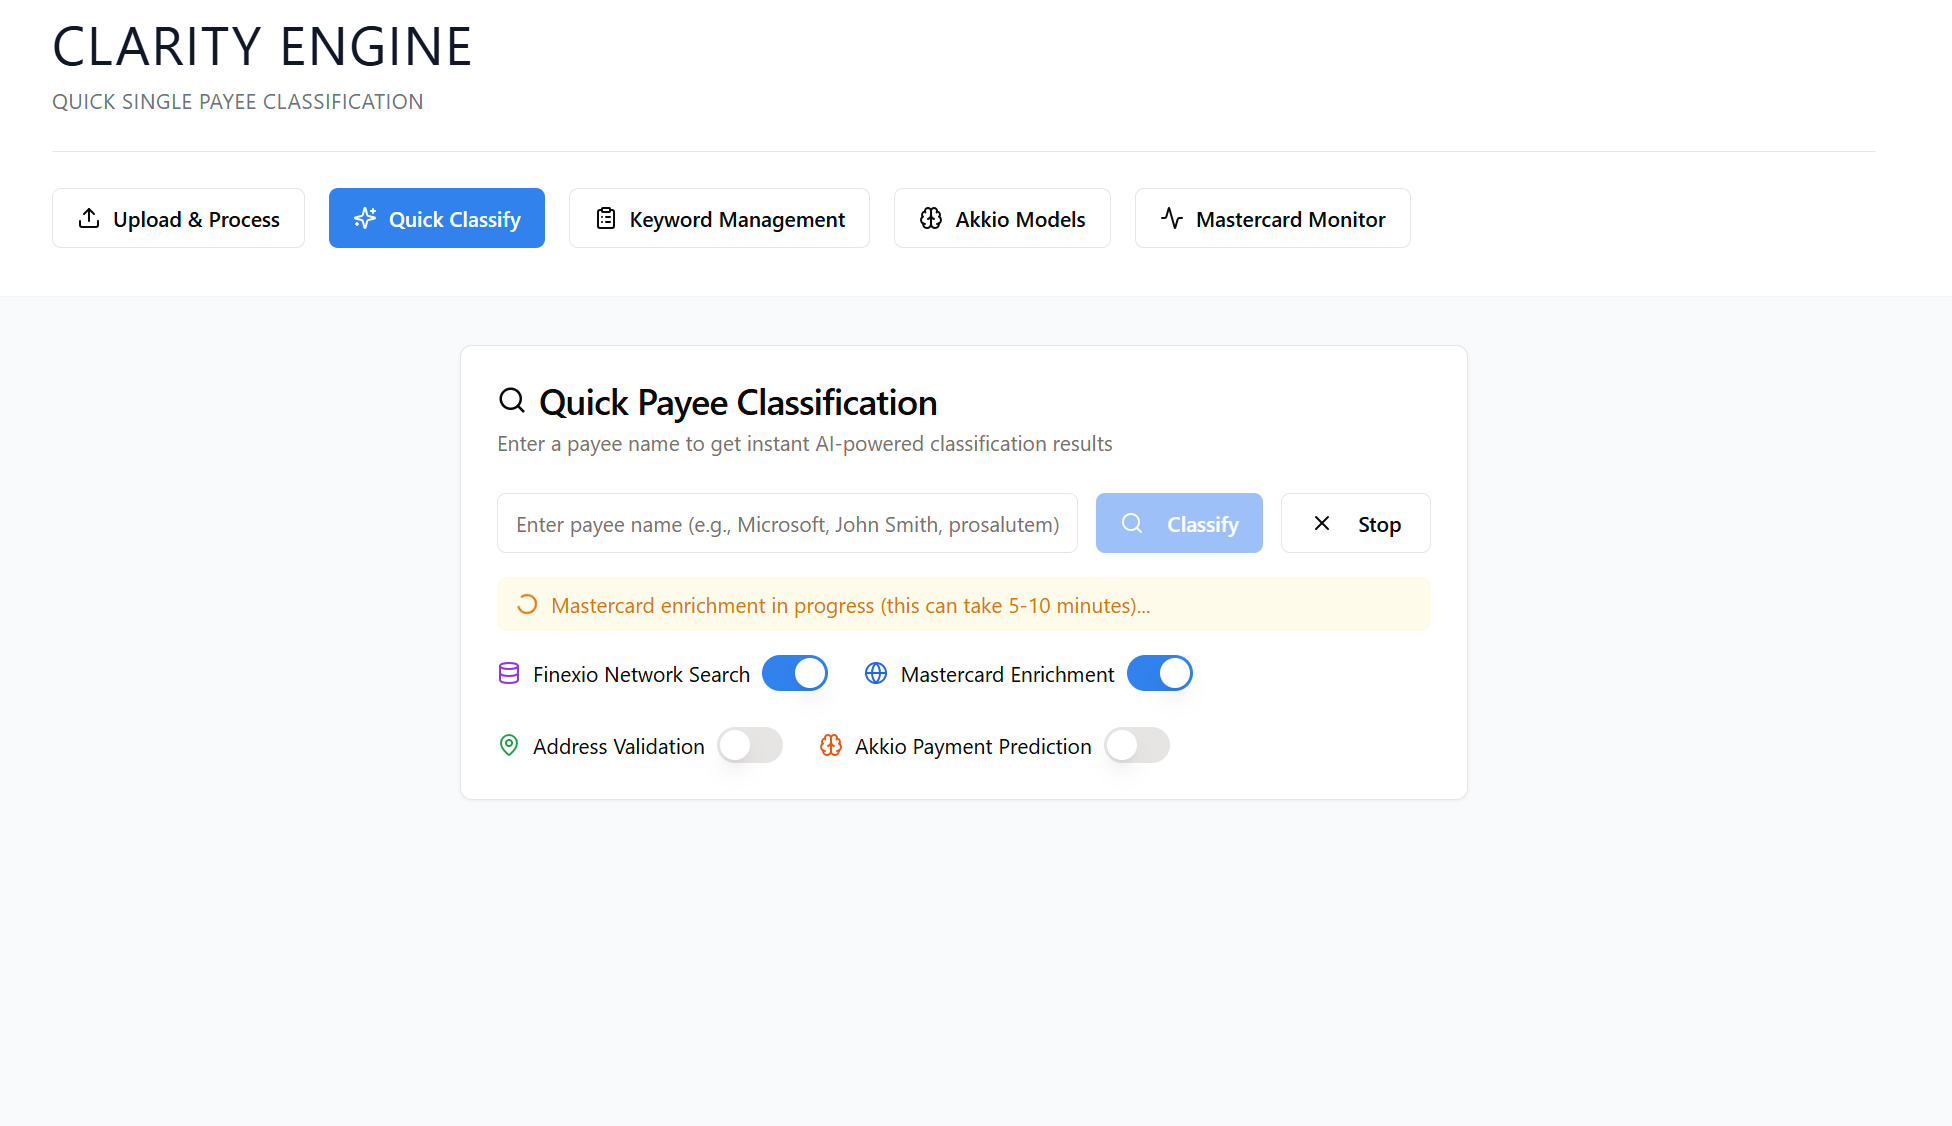 CLARITY ENGINE
QUICK SINGLE PAYEE CLASSIFICATION
Upload & Process
Quick Classify
Keyword Management
Akkio Models
Mastercard Monitor
Quick Payee Classification
Enter a payee name to get instant AI-powered classification results
Enter payee name (e.g., Microsoft, John Smith, prosalutem)
Classify
Stop
Mastercard enrichment in progress (this can take 5-10 minutes)...
Finexio Network Search
Mastercard Enrichment
Address Validation
Akkio Payment Prediction